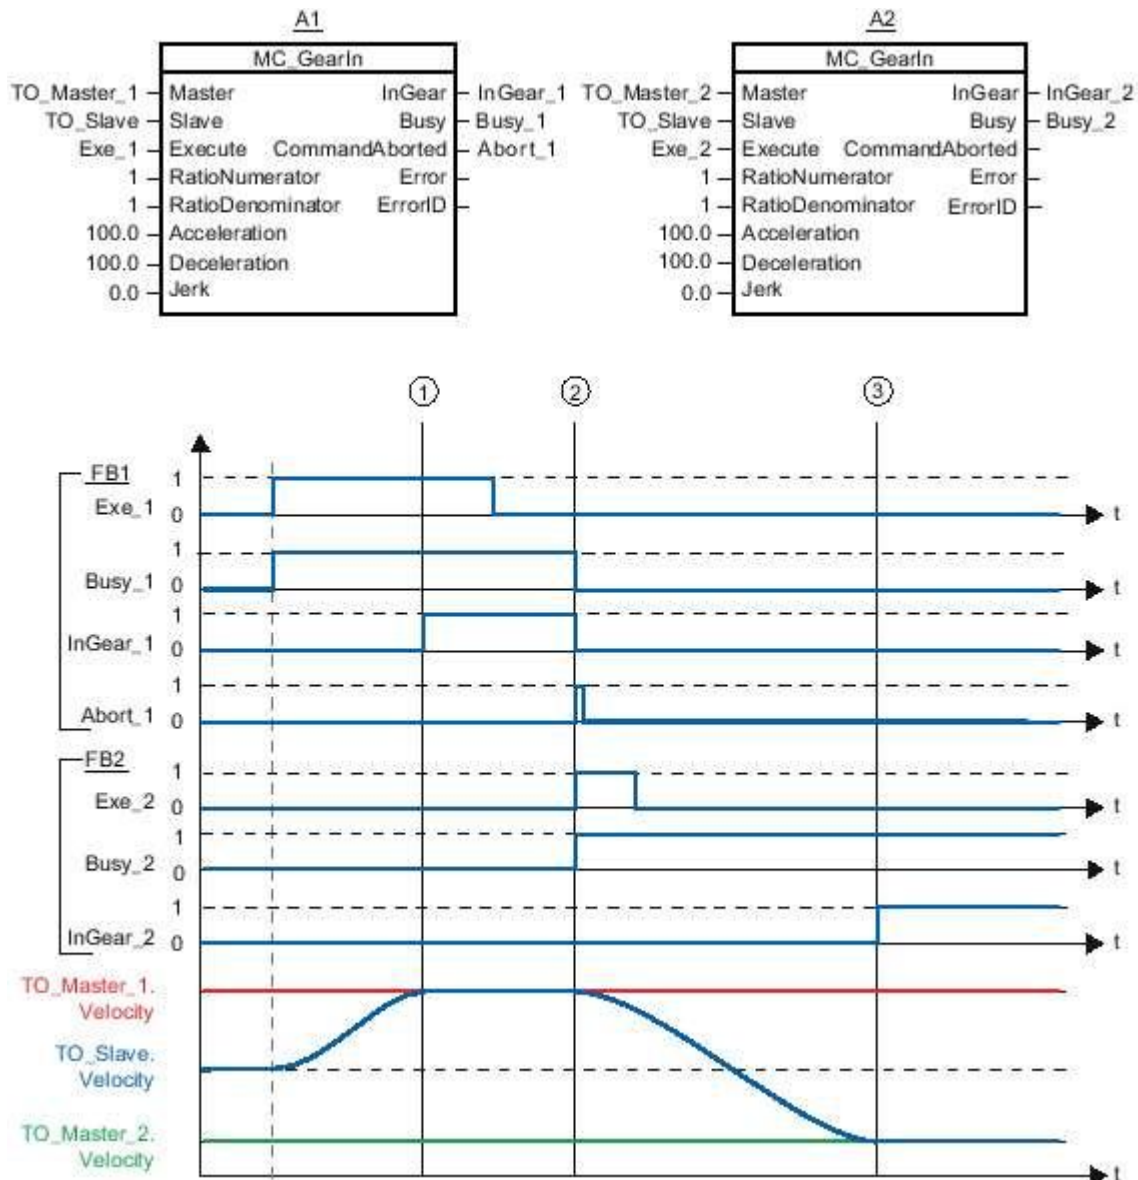 A1
MC_GearIn
TO_Master_1 Master InGear InGear_1
TO_Slave Slave Busy Busy_1
Exe_1 Execute CommandAborted Abort_1
1 RatioNumerator Error
1 RatioDenominator ErrorID
100.0 Acceleration
100.0 Deceleration
0.0 Jerk
A2
MC_GearIn
TO_Master_2 Master InGear InGear_2
TO_Slave Slave Busy Busy_2
Exe_2 Execute CommandAborted
1 RatioNumerator Error
1 RatioDenominator ErrorID
100.0 Acceleration
100.0 Deceleration
0.0 Jerk
1 2 3
FB1
1
Exe_1 0 t
1
Busy_1 0 t
1
InGear_1 0 t
1
Abort_1 0 t
FB2
1
Exe_2 0 t
1
Busy_2 0 t
1
InGear_2 0 t
TO_Master_1.
Velocity
TO_Slave.
Velocity
TO_Master_2.
Velocity
t